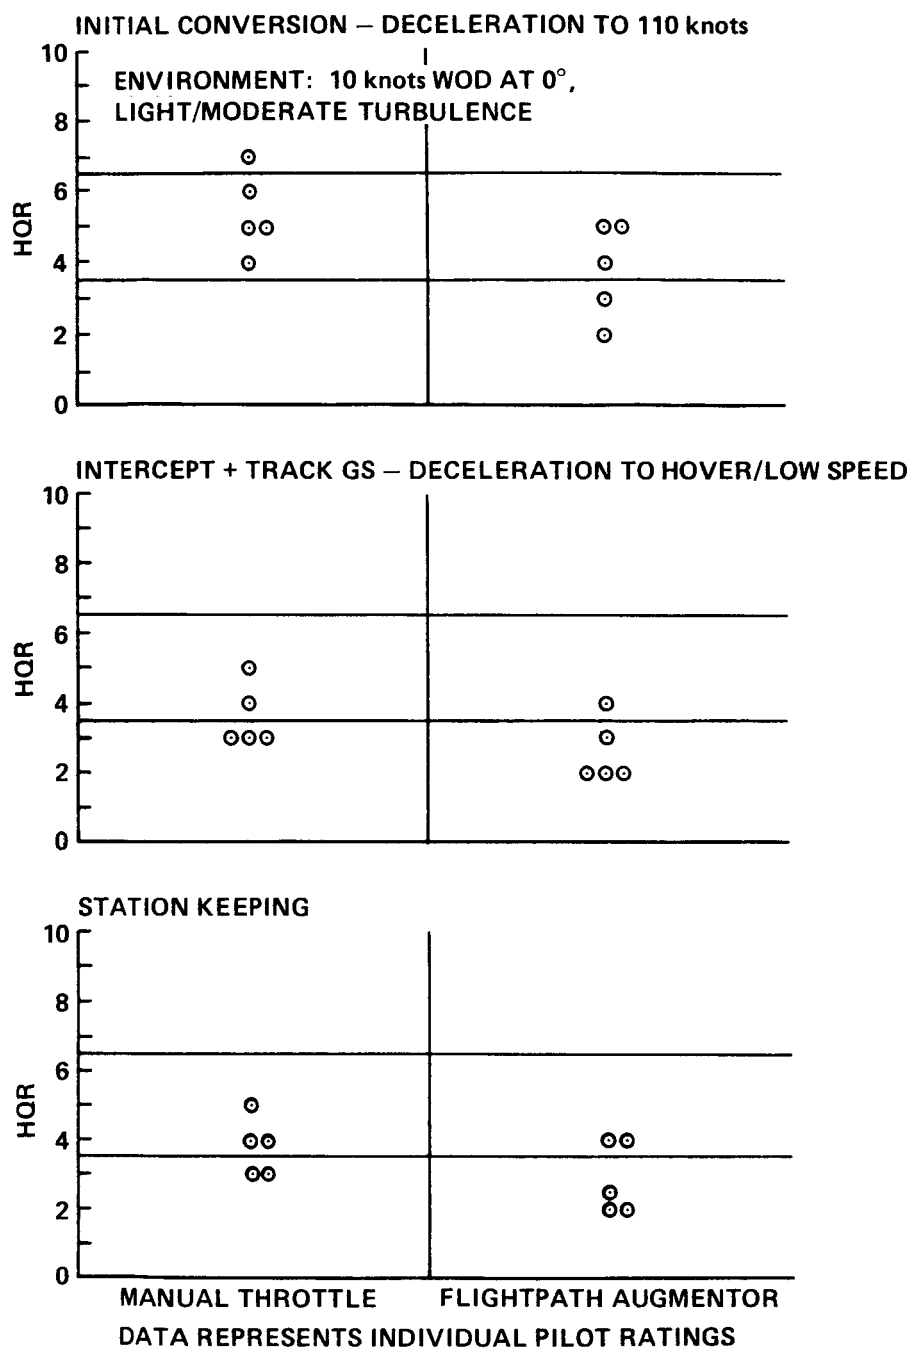 INITIAL CONVERSION – DECELERATION TO 110 knots
10
ENVIRONMENT: 10 knots WOD AT 0°,
LIGHT/MODERATE TURBULENCE
8
6
HQR
4
2
0
INTERCEPT + TRACK GS – DECELERATION TO HOVER/LOW SPEED
10
8
6
HQR
4
2
0
STATION KEEPING
10
8
6
HQR
4
2
0
MANUAL THROTTLE FLIGHTPATH AUGMENTOR
DATA REPRESENTS INDIVIDUAL PILOT RATINGS